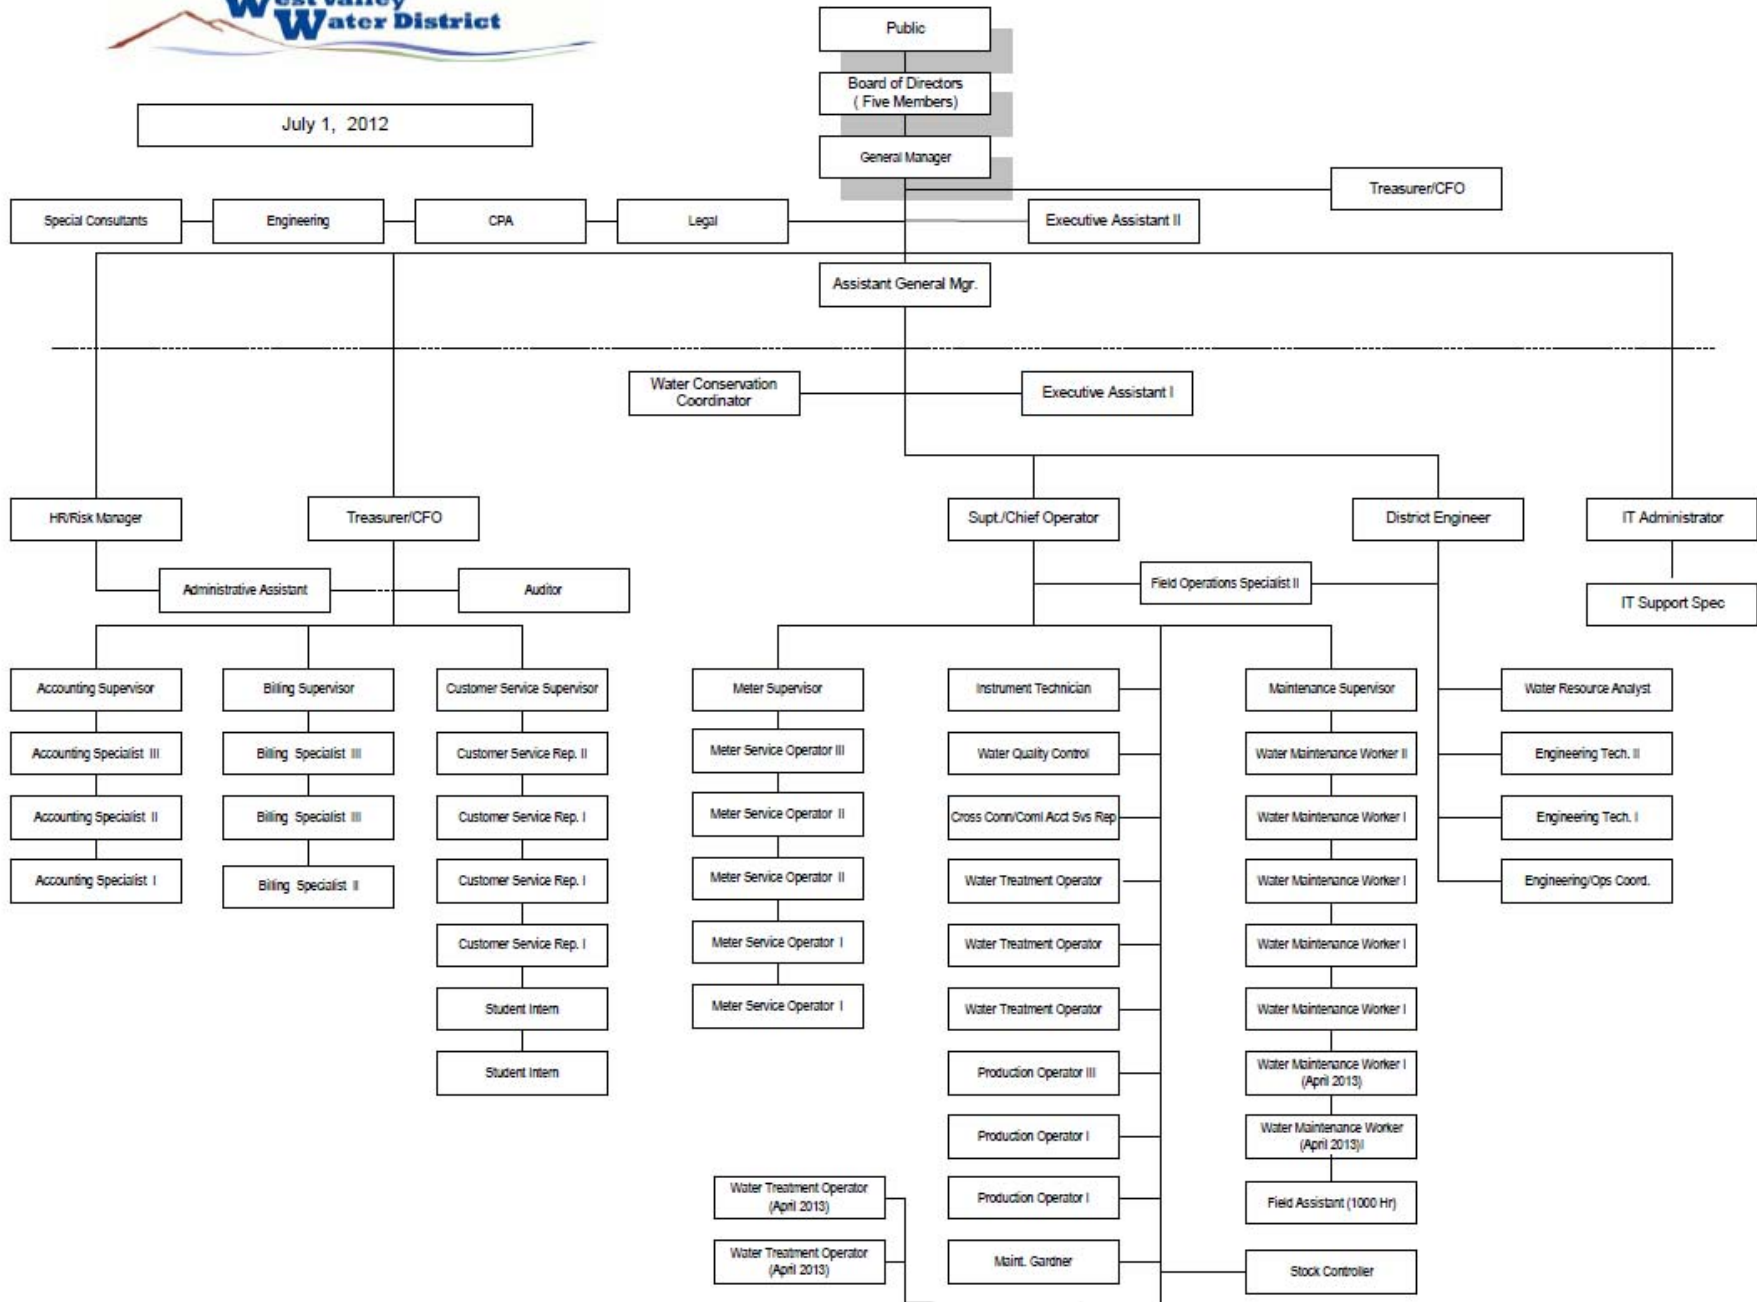 West Valley
Water District
July 1, 2012
Public
Board of Directors
( Five Members)
General Manager
Treasurer/CFO
Special Consultants
Engineering
CPA
Legal
Executive Assistant II
Assistant General Mgr.
Water Conservation
Coordinator
Executive Assistant I
HR/Risk Manager
Treasurer/CFO
Supt./Chief Operator
District Engineer
IT Administrator
Administrative Assistant
Auditor
Field Operations Specialist II
IT Support Spec
Accounting Supervisor
Billing Supervisor
Customer Service Supervisor
Meter Supervisor
Instrument Technician
Maintenance Supervisor
Water Resource Analyst
Accounting Specialist III
Billing Specialist III
Customer Service Rep. II
Meter Service Operator III
Water Quality Control
Water Maintenance Worker II
Engineering Tech. II
Accounting Specialist II
Billing Specialist III
Customer Service Rep. I
Meter Service Operator II
Cross Conn/Coml Acct Svs Rep
Water Maintenance Worker I
Engineering Tech. I
Accounting Specialist I
Billing Specialist II
Customer Service Rep. I
Meter Service Operator II
Water Treatment Operator
Water Maintenance Worker I
Engineering/Ops Coord.
Customer Service Rep. I
Meter Service Operator I
Water Treatment Operator
Water Maintenance Worker I
Student Intern
Meter Service Operator I
Water Treatment Operator
Water Maintenance Worker I
Student Intern
Production Operator III
Water Maintenance Worker I
(April 2013)
Production Operator I
Water Maintenance Worker
(April 2013)I
Water Treatment Operator
(April 2013)
Production Operator I
Field Assistant (1000 Hr)
Water Treatment Operator
(April 2013)
Maint. Gardner
Stock Controller